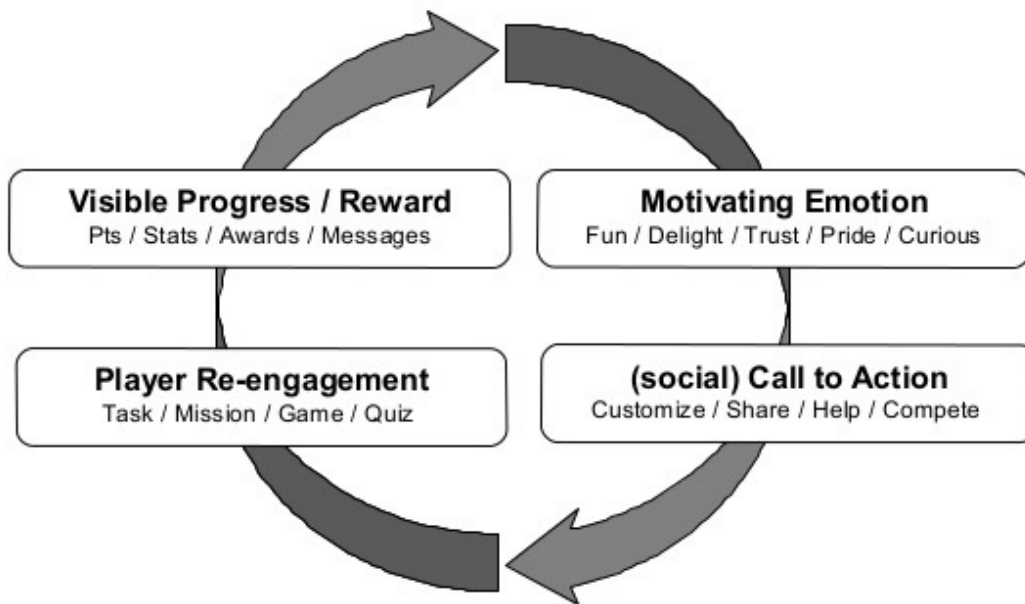 Visible Progress / Reward
Pts / Stats / Awards / Messages
Motivating Emotion
Fun / Delight / Trust / Pride / Curious
Player Re-engagement
Task / Mission / Game / Quiz
(social) Call to Action
Customize / Share / Help / Compete